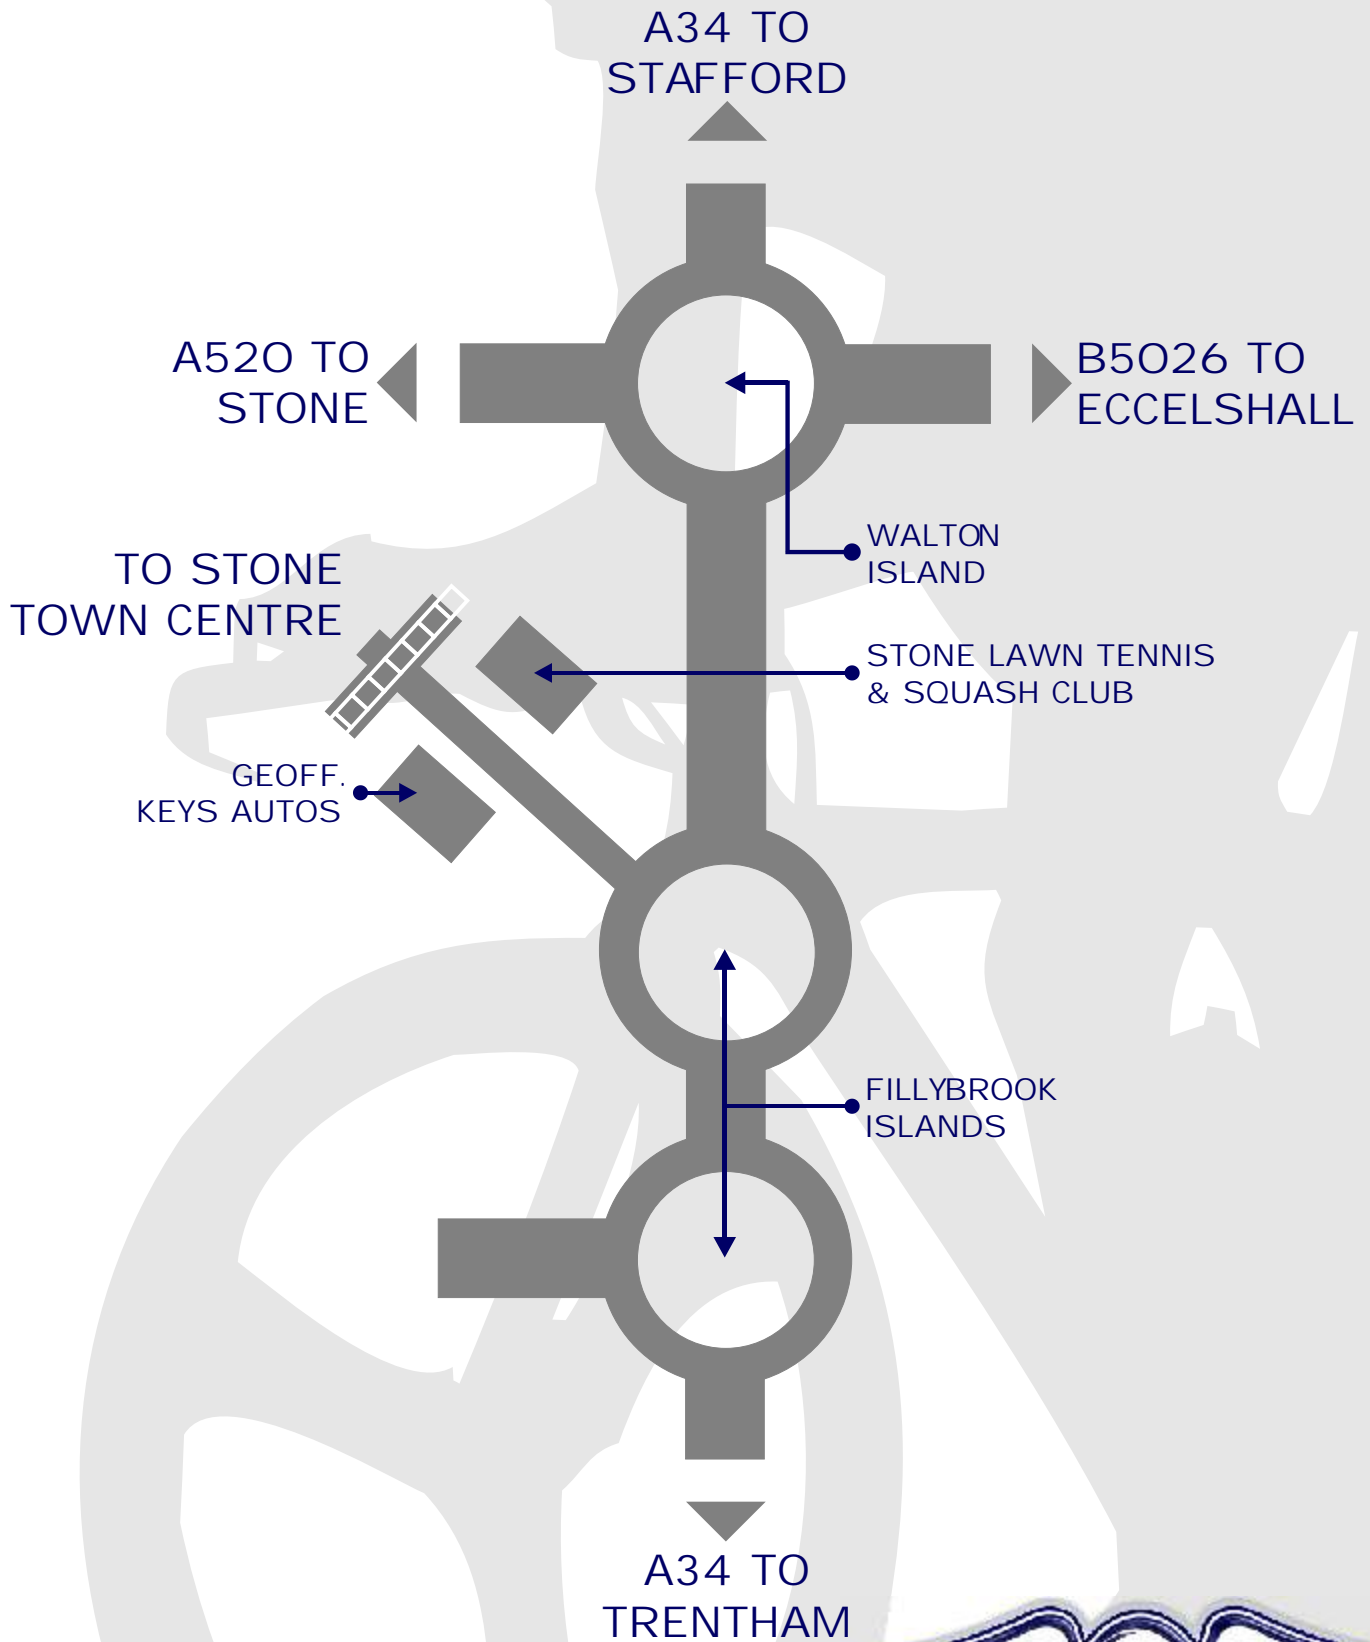 A34 TO
STAFFORD
A520 TO
STONE
B5026 TO
ECCELSHALL
WALTON
ISLAND
TO STONE
TOWN CENTRE
STONE LAWN TENNIS
& SQUASH CLUB
GEOFF.
KEYS AUTOS
FILLYBROOK
ISLANDS
A34 TO
TRENTHAM